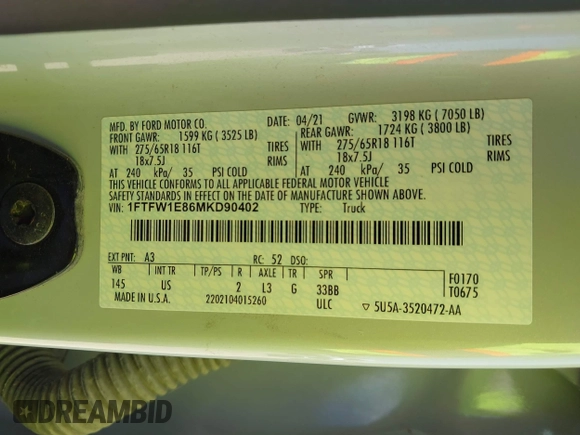 MFD. BY FORD MOTOR CO. DATE: 04/21 GVWR: 3198 KG ( 7050 LB)
FRONT GAWR: 1599 KG ( 3525 LB) REAR GAWR: 1724 KG ( 3800 LB)
WITH 275/65R18 116T TIRES 275/65R18 116T TIRES
18x7.5J RIMS 18x7.5J RIMS
AT 240 kPa/ 35 PSI COLD AT 240 kPa/ 35 PSI COLD
THIS VEHICLE CONFORMS TO ALL APPLICABLE FEDERAL MOTOR VEHICLE
SAFETY STANDARDS IN EFFECT ON THE DATE OF MANUFACTURE SHOWN ABOVE.
VIN: 1FTFW1E86MKD90402 TYPE: Truck
EXT PNT: A3 RC: 52 DSO:
WB INT TR TP/PS R AXLE TR SPR F0170
145 US 2 L3 G 33BB T0675
MADE IN U.S.A. 2202104015260 ULC ▽ 5U5A-3520472-AA
DREAMBID